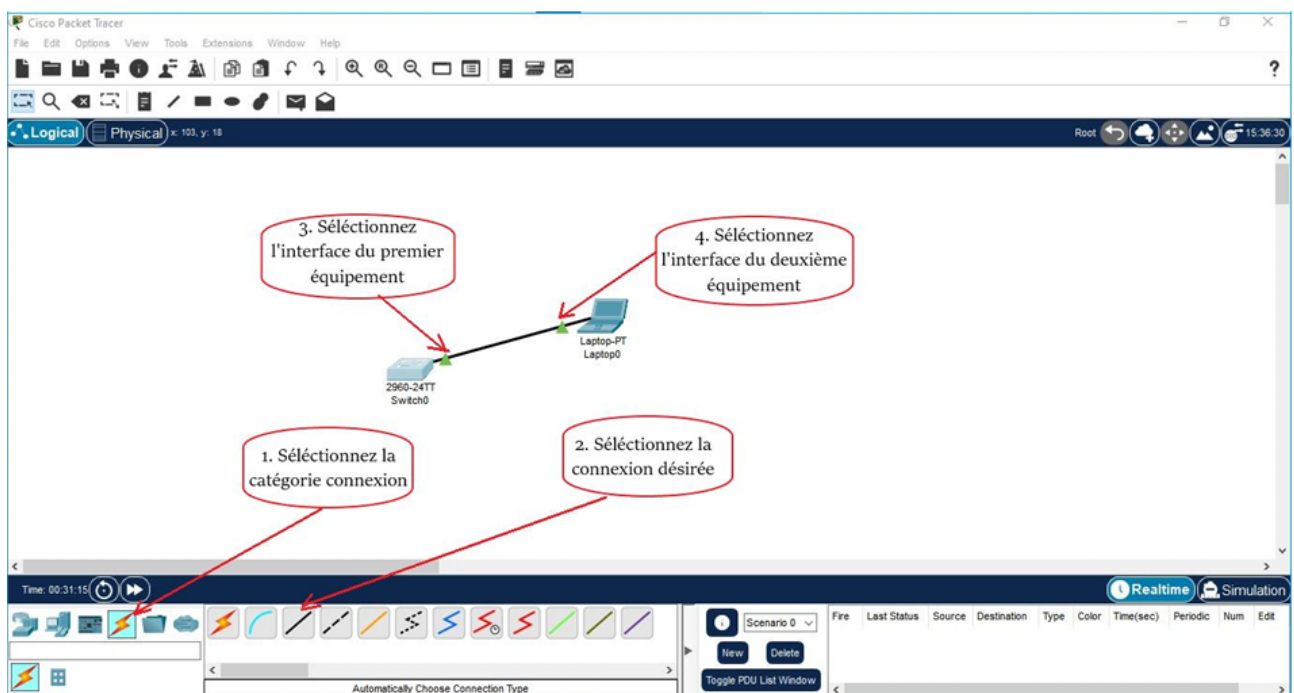 Cisco Packet Tracer
File Edit Options View Tools Extensions Window Help
?
Logical Physical x: 103, y: 18 Root 15:36:30
3. Séléctionnez
l'interface du premier
équipement
4. Séléctionnez
l'interface du deuxième
équipement
Laptop-PT
Laptop0
2960-24TT
Switch0
1. Séléctionnez la
catégorie connexion
2. Séléctionnez la
connexion désirée
Time: 00:31:15 Realtime Simulation
Scenario 0 Fire Last Status Source Destination Type Color Time(sec) Periodic Num Edit
New Delete
Toggle PDU List Window
Automatically Choose Connection Type